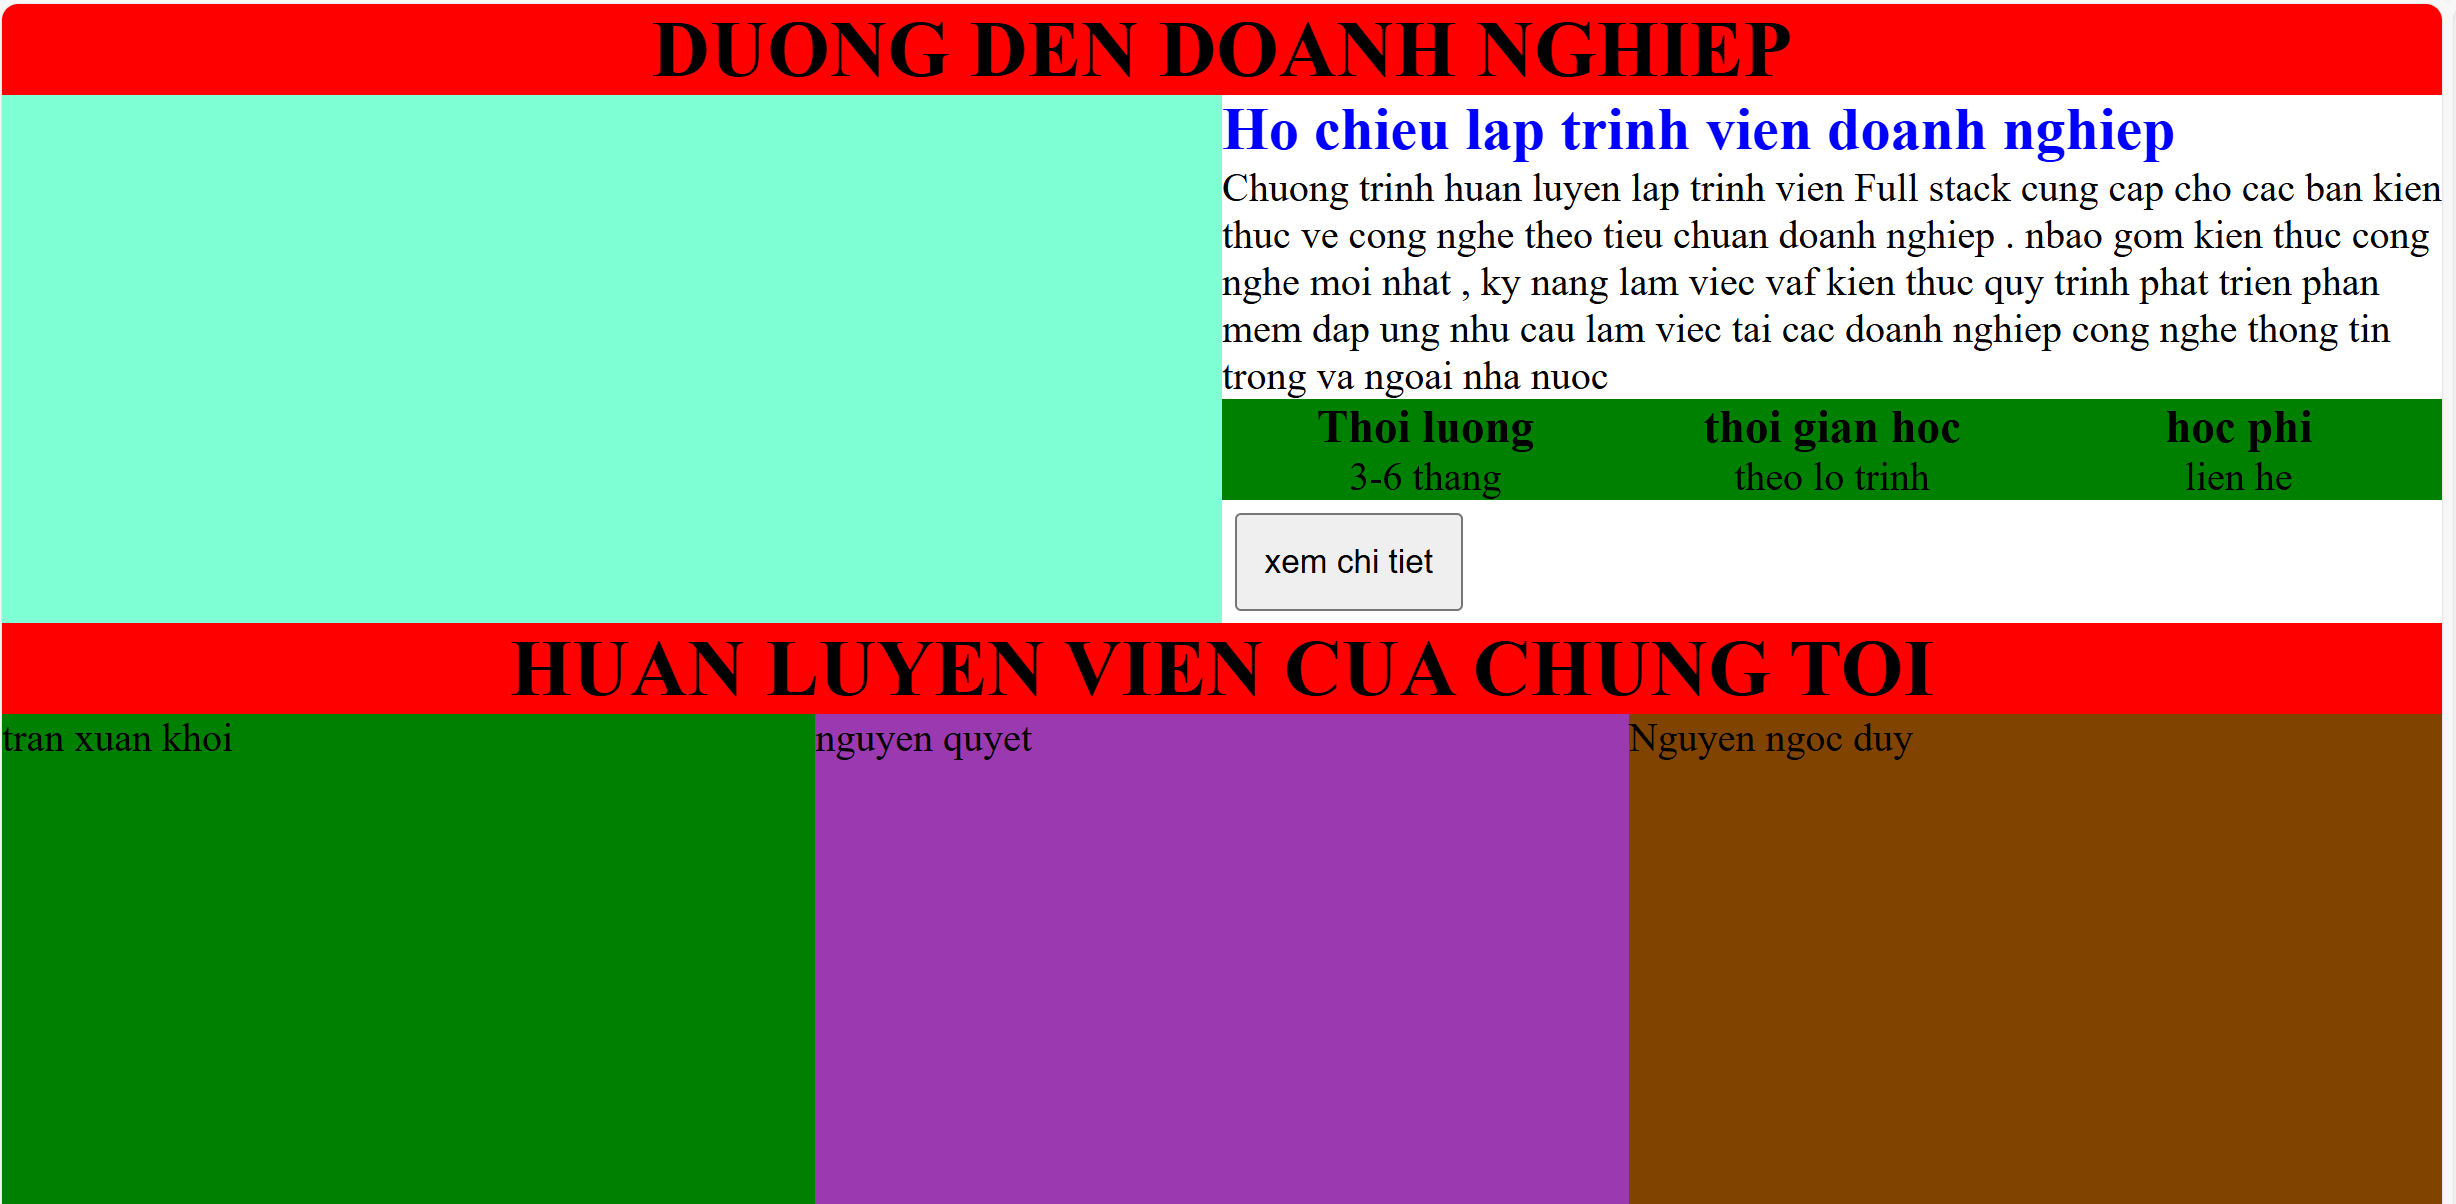 DUONG DEN DOANH NGHIEP
Ho chieu lap trinh vien doanh nghiep
Chuong trinh huan luyen lap trinh vien Full stack cung cap cho cac ban kien
thuc ve cong nghe theo tieu chuan doanh nghiep . nbao gom kien thuc cong
nghe moi nhat , ky nang lam viec vaf kien thuc quy trinh phat trien phan
mem dap ung nhu cau lam viec tai cac doanh nghiep cong nghe thong tin
trong va ngoai nha nuoc
Thoi luong thoi gian hoc hoc phi
3-6 thang theo lo trinh lien he
xem chi tiet
HUAN LUYEN VIEN CUA CHUNG TOI
tran xuan khoi nguyen quyet Nguyen ngoc duy